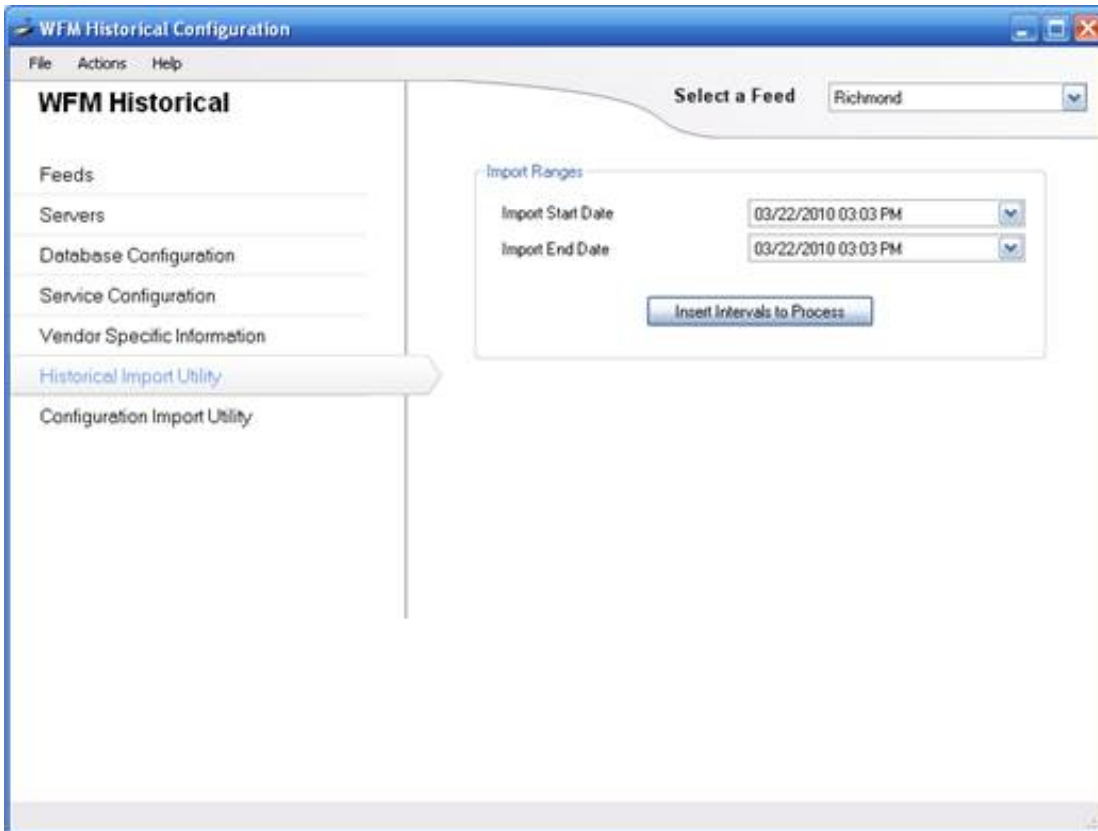 WFM Historical Configuration
File Actions Help
WFM Historical
Select a Feed Richmond
Feeds
Servers
Database Configuration
Service Configuration
Vendor Specific Information
Historical Import Utility
Configuration Import Utility
Import Ranges
Import Start Date 03/22/2010 03:03 PM
Import End Date 03/22/2010 03:03 PM
Insert Intervals to Process